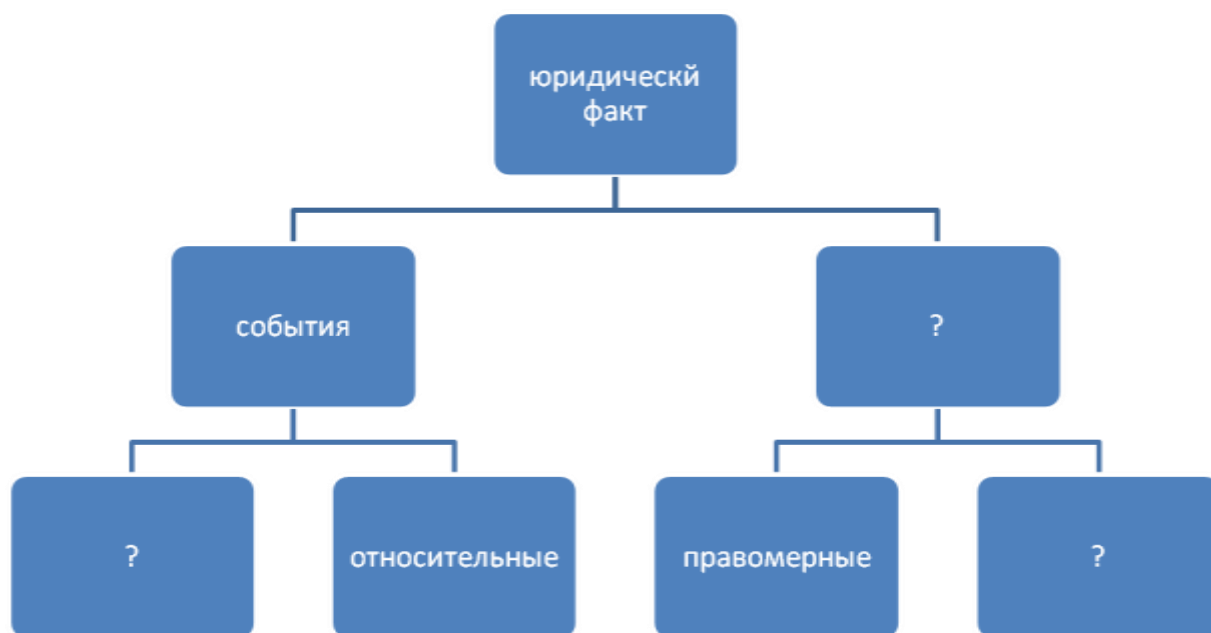 юридическй
факт
события
?
?
относительные
правомерные
?